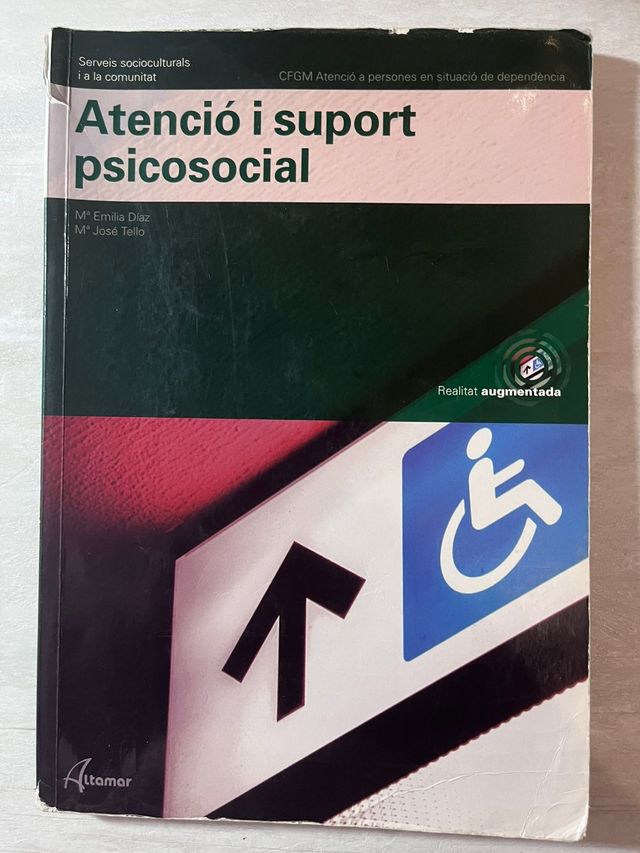 Serveis socioculturals
i a la comunitat
CFGM Atenció a persones en situació de dependència
Atenció i suport
psicosocial
Mª Emilia Díaz
Mª José Tello
Realitat augmentada
Altamar